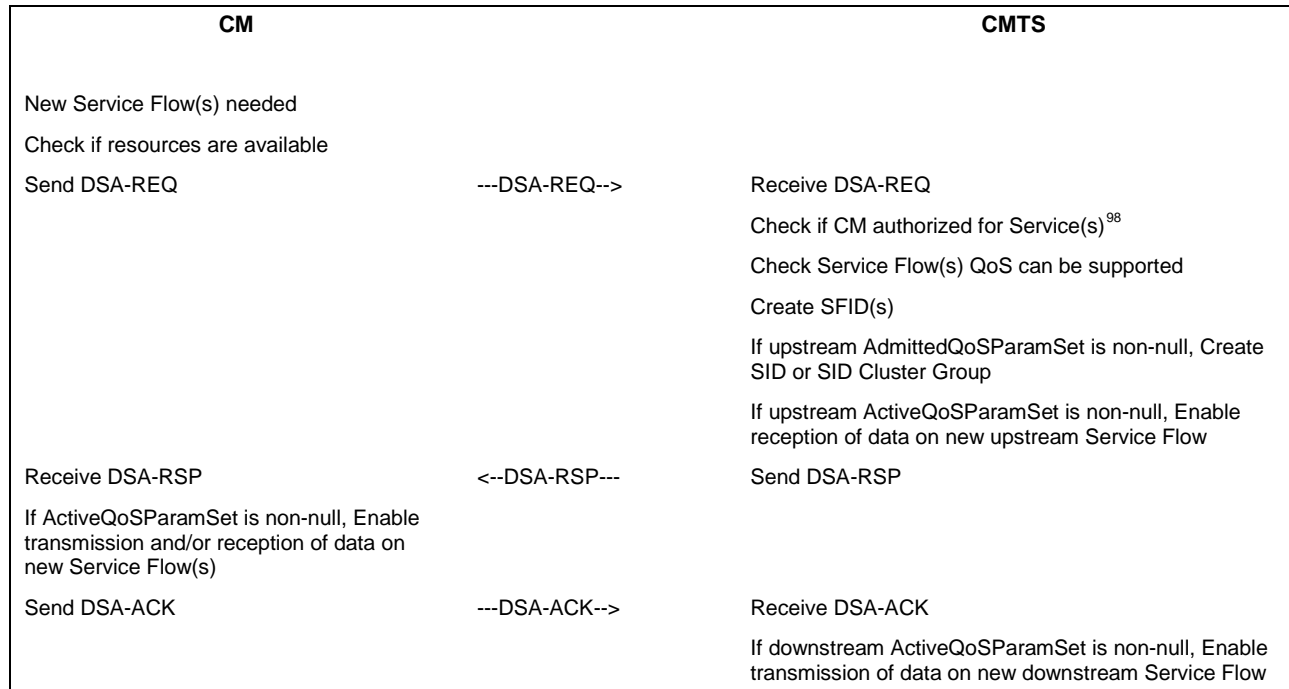 CM CMTS
New Service Flow(s) needed
Check if resources are available
Send DSA-REQ ---DSA-REQ--> Receive DSA-REQ
Check if CM authorized for Service(s)98
Check Service Flow(s) QoS can be supported
Create SFID(s)
If upstream AdmittedQoSParamSet is non-null, Create
SID or SID Cluster Group
If upstream ActiveQoSParamSet is non-null, Enable
reception of data on new upstream Service Flow
Receive DSA-RSP <--DSA-RSP--- Send DSA-RSP
If ActiveQoSParamSet is non-null, Enable
transmission and/or reception of data on
new Service Flow(s)
Send DSA-ACK ---DSA-ACK--> Receive DSA-ACK
If downstream ActiveQoSParamSet is non-null, Enable
transmission of data on new downstream Service Flow